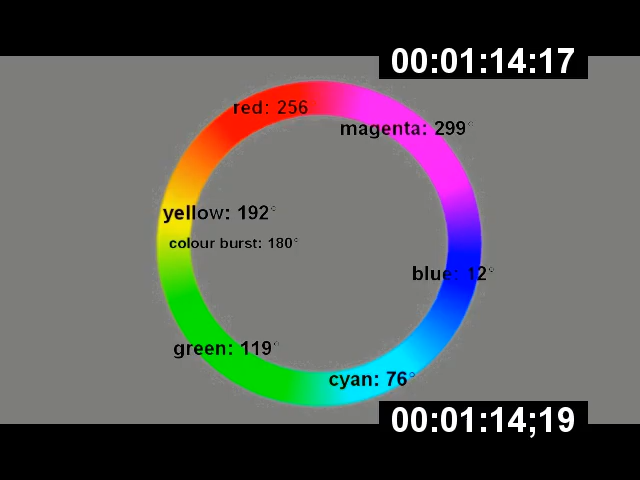 00:01:14:17
red: 256
magenta: 299°
yellow: 192°
colour burst: 180°
blue: 12°
green: 119°
cyan: 76°
00:01:14;19